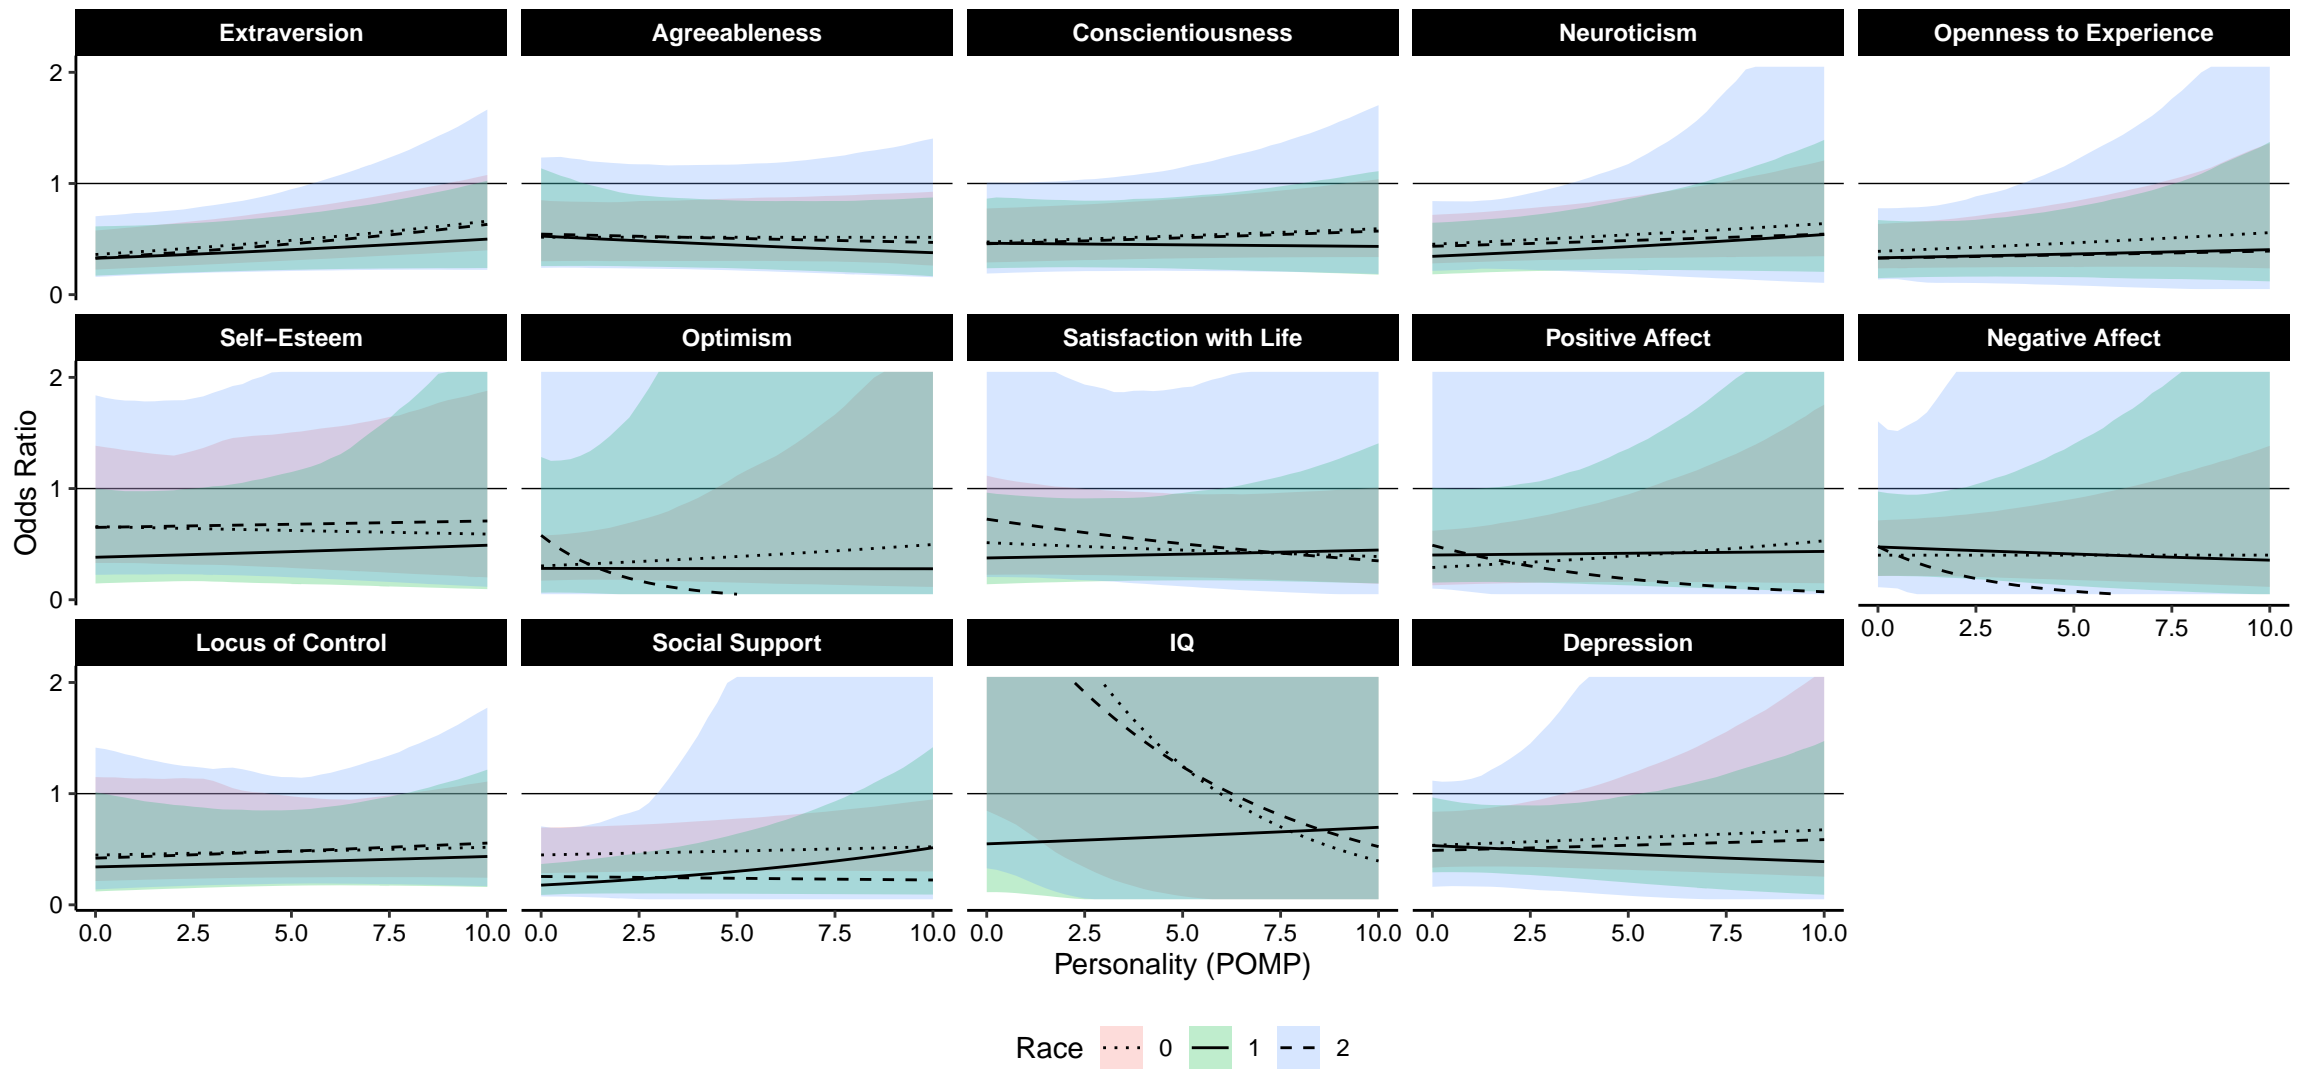 Extraversion Agreeableness Conscientiousness Neuroticism Openness to Experience
2
1
0
Self−Esteem Optimism Satisfaction with Life Positive Affect Negative Affect
2
1
0
Odds Ratio
0.0 2.5 5.0 7.5 10.0
Locus of Control Social Support IQ Depression
2
1
0
0.0 2.5 5.0 7.5 10.0 0.0 2.5 5.0 7.5 10.0 0.0 2.5 5.0 7.5 10.0 0.0 2.5 5.0 7.5 10.0
Personality (POMP)
Race 0 1 2